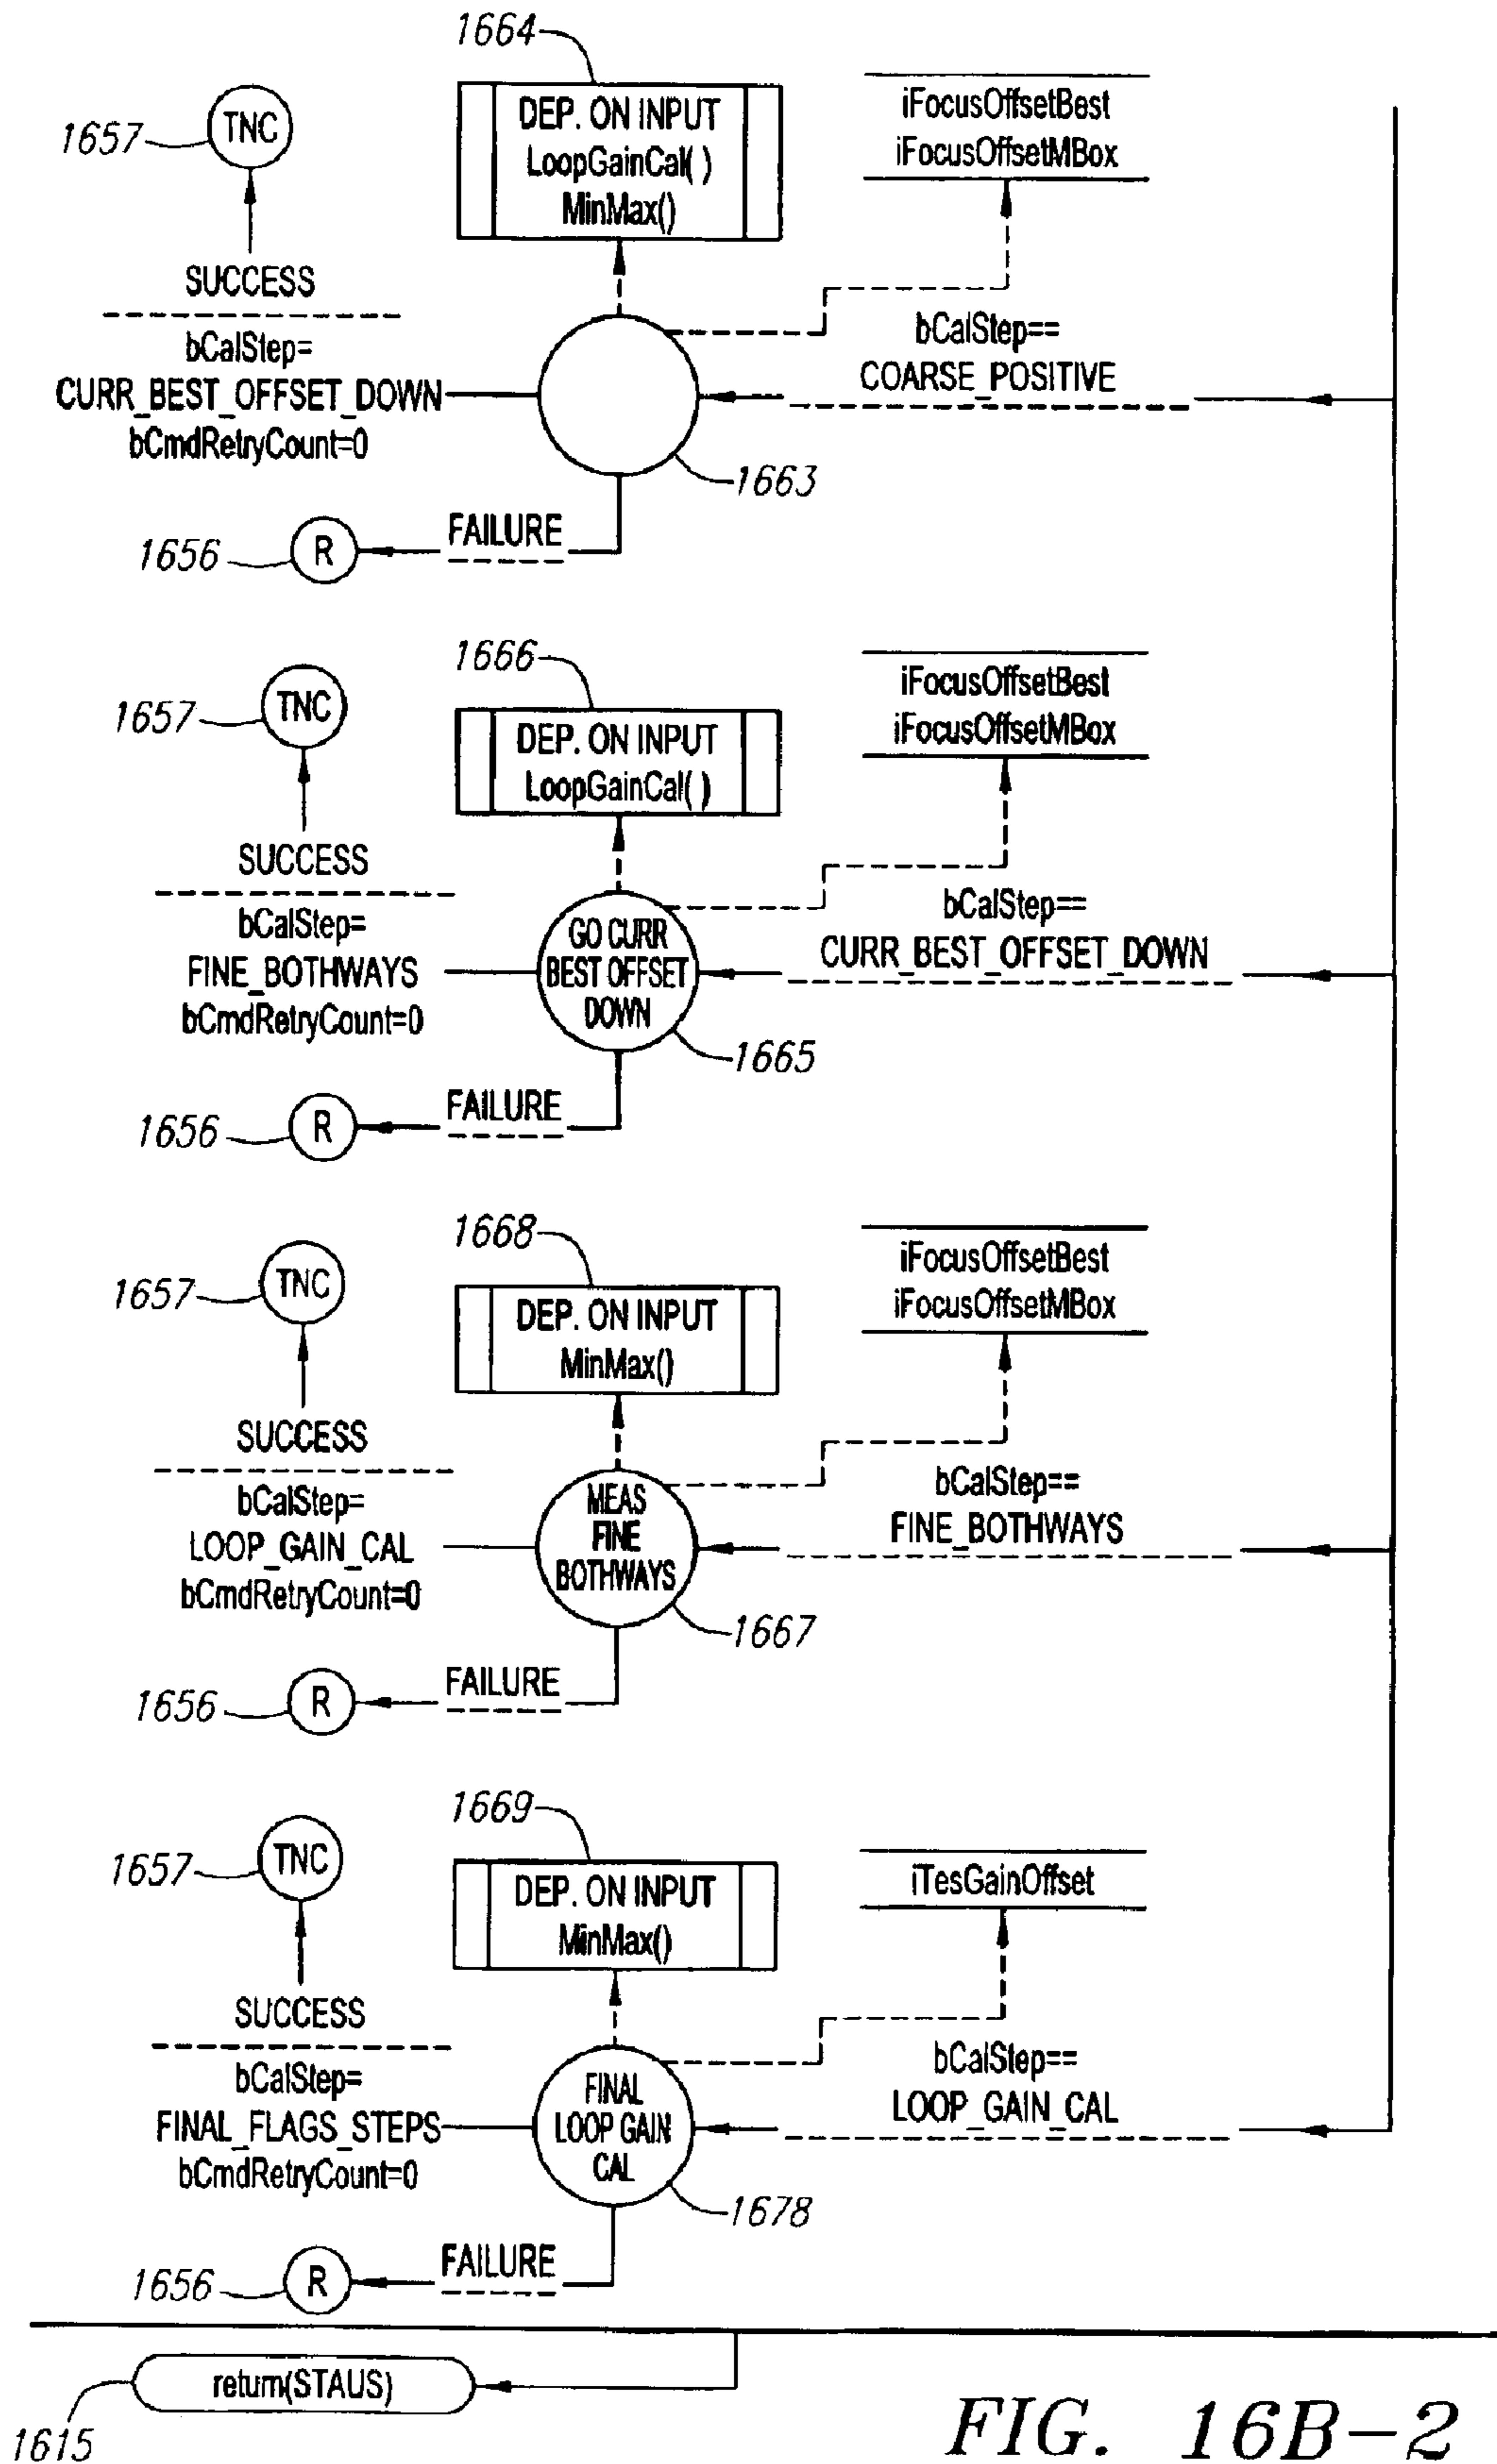 1664
DEP. ON INPUT
LoopGainCal( )
MinMax()
iFocusOffsetBest
iFocusOffsetMBox
1657
TNC
SUCCESS
bCalStep=
CURR_BEST_OFFSET_DOWN
bCmdRetryCount=0
bCalStep==
COARSE_POSITIVE
1663
FAILURE
1656
R
1666
DEP. ON INPUT
LoopGainCal( )
iFocusOffsetBest
iFocusOffsetMBox
1657
TNC
SUCCESS
bCalStep=
FINE_BOTHWAYS
bCmdRetryCount=0
GO CURR
BEST OFFSET
DOWN
bCalStep==
CURR_BEST_OFFSET_DOWN
1665
FAILURE
1656
R
1668
DEP. ON INPUT
MinMax()
iFocusOffsetBest
iFocusOffsetMBox
1657
TNC
SUCCESS
bCalStep=
LOOP_GAIN_CAL
bCmdRetryCount=0
MEAS
FINE
BOTHWAYS
bCalStep==
FINE_BOTHWAYS
1667
FAILURE
1656
R
1669
DEP. ON INPUT
MinMax()
iTesGainOffset
1657
TNC
SUCCESS
bCalStep=
FINAL_FLAGS_STEPS
bCmdRetryCount=0
FINAL
LOOP GAIN
CAL
bCalStep==
LOOP_GAIN_CAL
1678
FAILURE
1656
R
return(STAUS)
1615
FIG. 16B-2